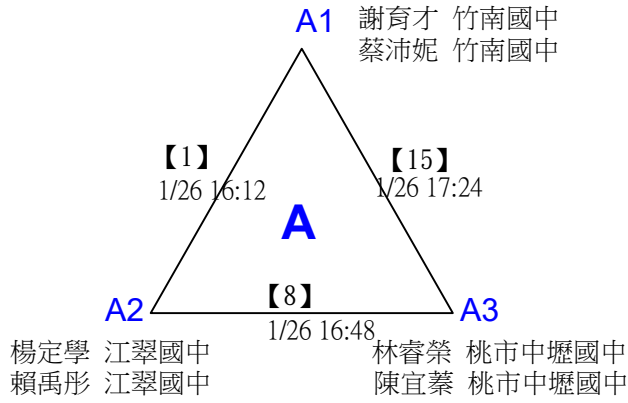 A1
謝育才 竹南國中
蔡沛妮 竹南國中
【1】
1/26 16:12
【15】
1/26 17:24
A
【8】
1/26 16:48
A2
楊定學 江翠國中
賴禹彤 江翠國中
A3
林睿榮 桃市中壢國中
陳宜蓁 桃市中壢國中